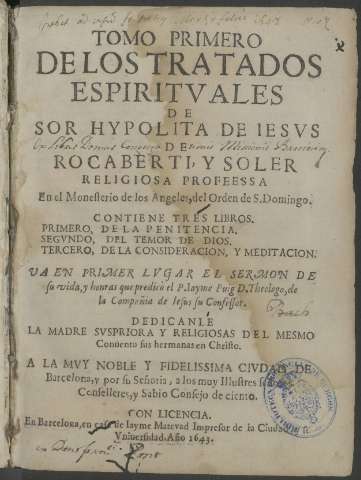 TOMO PRIMERO
DE LOS TRATADOS
ESPIRITVALES
DE
SOR HYPOLITA DE IESVS
DE
ROCABERTI, Y SOLER
RELIGIOSA PROFESSA
En el Monesterio de los Angeles, del Orden de S. Domingo.
CONTIENE TRES LIBROS.
PRIMERO, DE LA PENITENCIA.
SEGVNDO, DEL TEMOR DE DIOS.
TERCERO, DE LA CONSIDERACION, Y MEDITACION.
VA EN PRIMER LVGAR EL SERMON DE
su vida, y honras que predicò el P. Iayme Puig D. Theologo, de
la Compañia de Iesus su Confessor.
DEDICANLE
LA MADRE SVSPRIORA Y RELIGIOSAS DEL MESMO
Conuento sus hermanas en Christo.
A LA MVY NOBLE Y FIDELISSIMA CIVDAD DE
Barcelona, y por su Señoria, a los muy Illustres
Conselleres, y Sabio Consejo de ciento.
CON LICENCIA.
En Barcelona, en casa de Iayme Mateuad Impresor de la Ciudad, y
Vniuersidad. Año 1643.